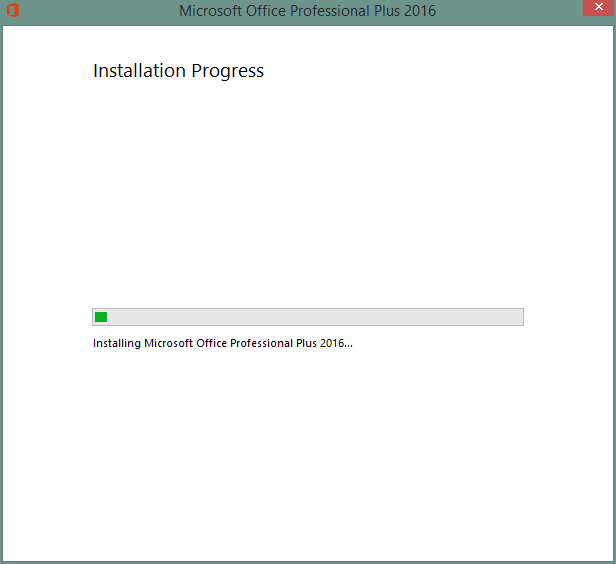 Microsoft Office Professional Plus 2016
Installation Progress
Installing Microsoft Office Professional Plus 2016...